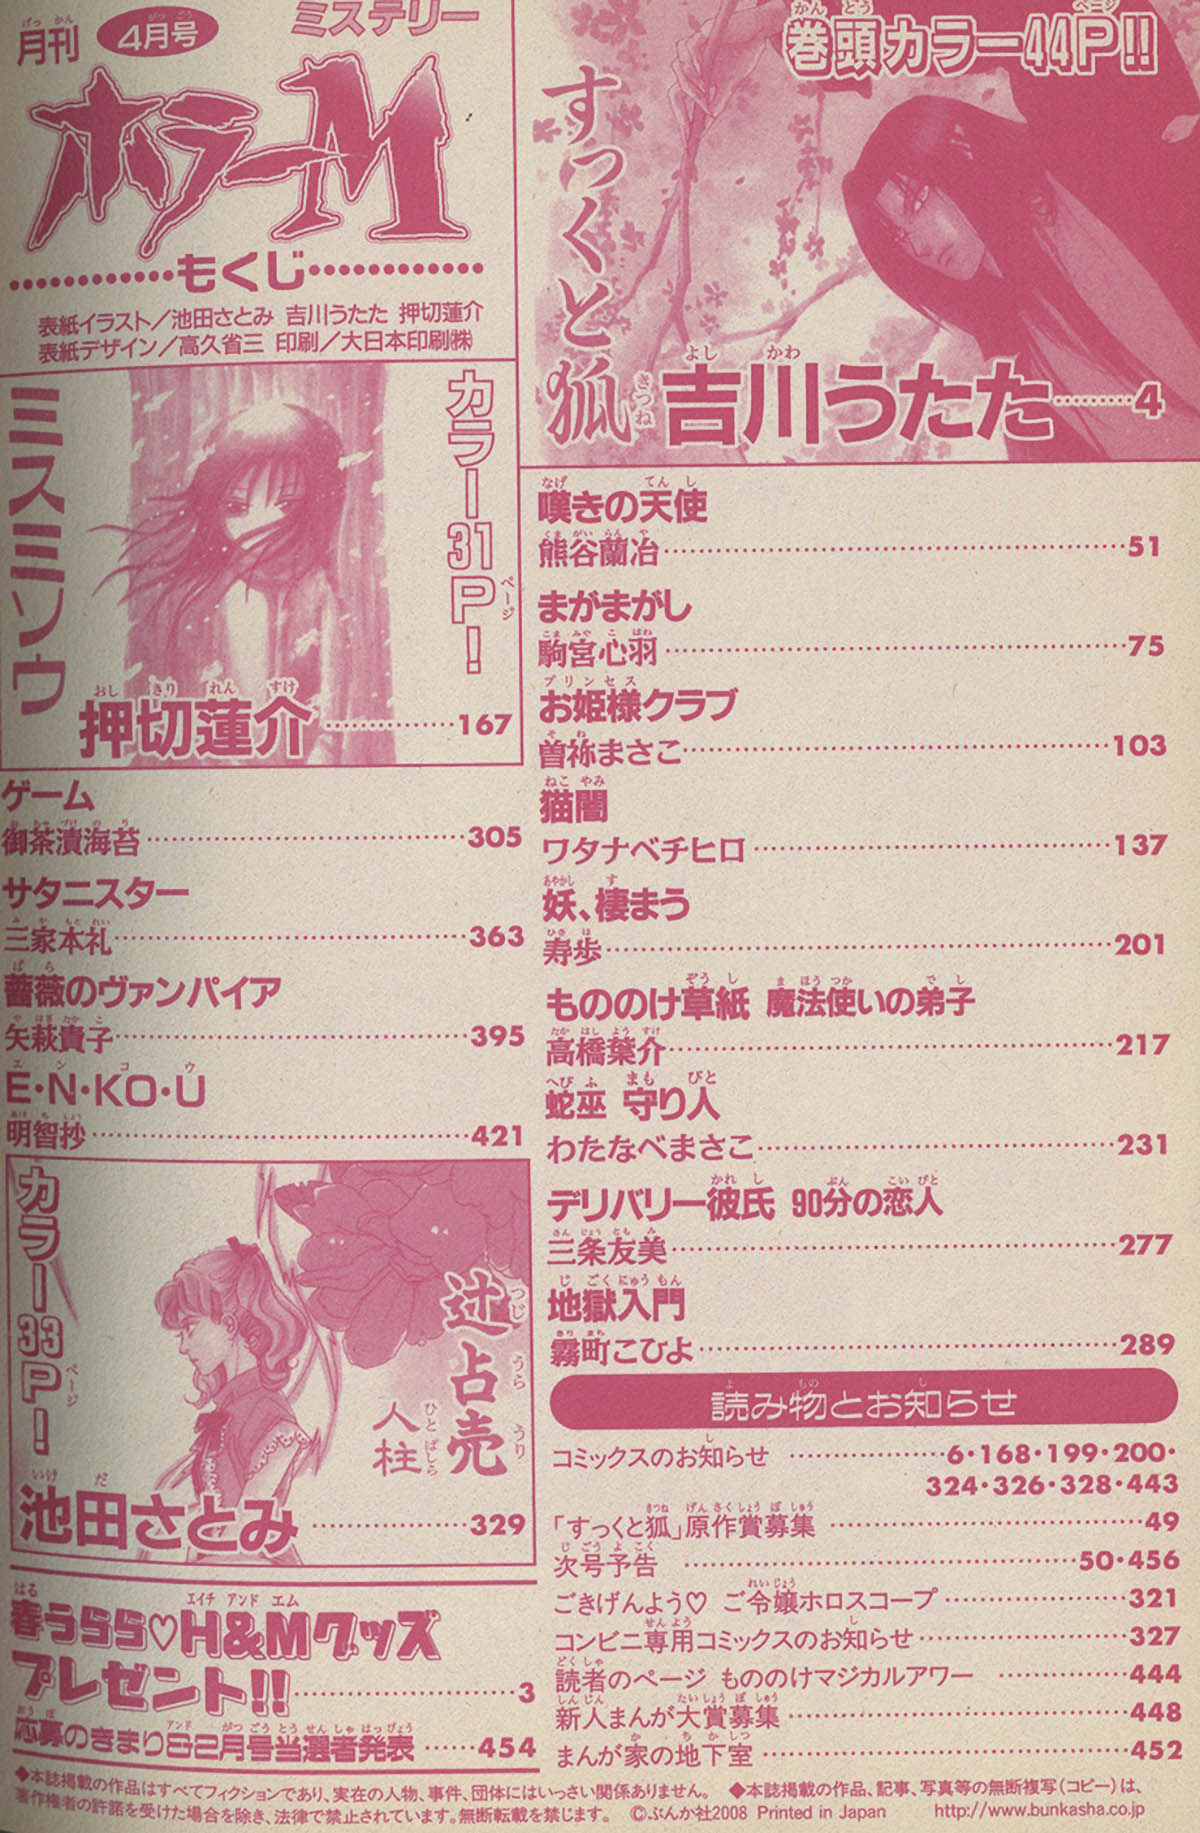 月刊
4月号
ミステリー
ホラーM
もくじ
表紙イラスト／池田さとみ 吉川うたた 押切蓮介
表紙デザイン／高久省三 印刷／大日本印刷㈱
巻頭カラー44P!!
すっくと狐
吉川うたた………4
カラー31P!
ミスミソウ
押切蓮介……………167
ゲーム
御茶漬海苔……305
サタニスター
三家本礼……363
薔薇のヴァンパイア
矢萩貴子……395
E・N・KO・U
明智抄……421
カラー33P!
辻占売
人柱
池田さとみ……329
春うらら♡H&Mグッズ
プレゼント!!……3
応募のきまり&2月号当選者発表……454
嘆きの天使
熊谷蘭冶……51
まがまがし
駒宮心羽……75
お姫様クラブ
曽祢まさこ……103
猫闇
ワタナベチヒロ……137
妖、棲まう
寿歩……201
もののけ草紙 魔法使いの弟子
高橋葉介……217
蛇巫 守り人
わたなべまさこ……231
デリバリー彼氏 90分の恋人
三条友美……277
地獄入門
霧町こひよ……289
読み物とお知らせ
コミックスのお知らせ ……6・168・199・200・
324・326・328・443
「すっくと狐」原作賞募集 ……49
次号予告 ……50・456
ごきげんよう♡ ご令嬢ホロスコープ……321
コンビニ専用コミックスのお知らせ……327
読者のページ もののけマジカルアワー ……444
新人まんが大賞募集……448
まんが家の地下室……452
◆本誌掲載の作品はすべてフィクションであり、実在の人物、事件、団体にはいっさい関係ありません。 ◆本誌掲載の作品、記事、写真等の無断複写（コピー）は、
著作権者の許諾を受けた場合を除き、法律で禁止されています。無断転載を禁じます。 ©ぶんか社2008 Printed in Japan http://www.bunkasha.co.jp